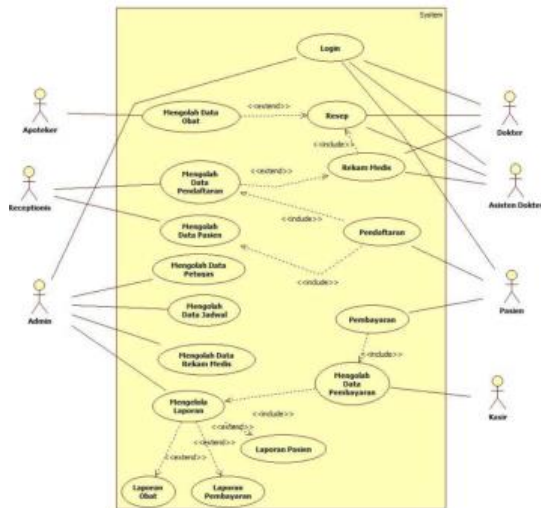 System
Login
Apoteker
Mengolah Data
Obat
<<extend>>
Resep
Dokter
<<include>>
Rekam Medis
Receptionis
Mengolah
Data
Pendaftaran
<<extend>>
Asisten Dokter
Mengolah
Data Pasien
<<include>>
Pendaftaran
Mengolah Data
Petugas
<<include>>
Admin
Mengolah
Data Jadwal
Pasien
Pembayaran
Mengolah Data
Rekam Medis
<<include>>
Mengolah
Data
Pembayaran
Kasir
Mengelola
Laporan
<<include>>
<<extend>>
Laporan Pasien
<<extend>>
<<extend>>
Laporan
Obat
Laporan
Pembayaran